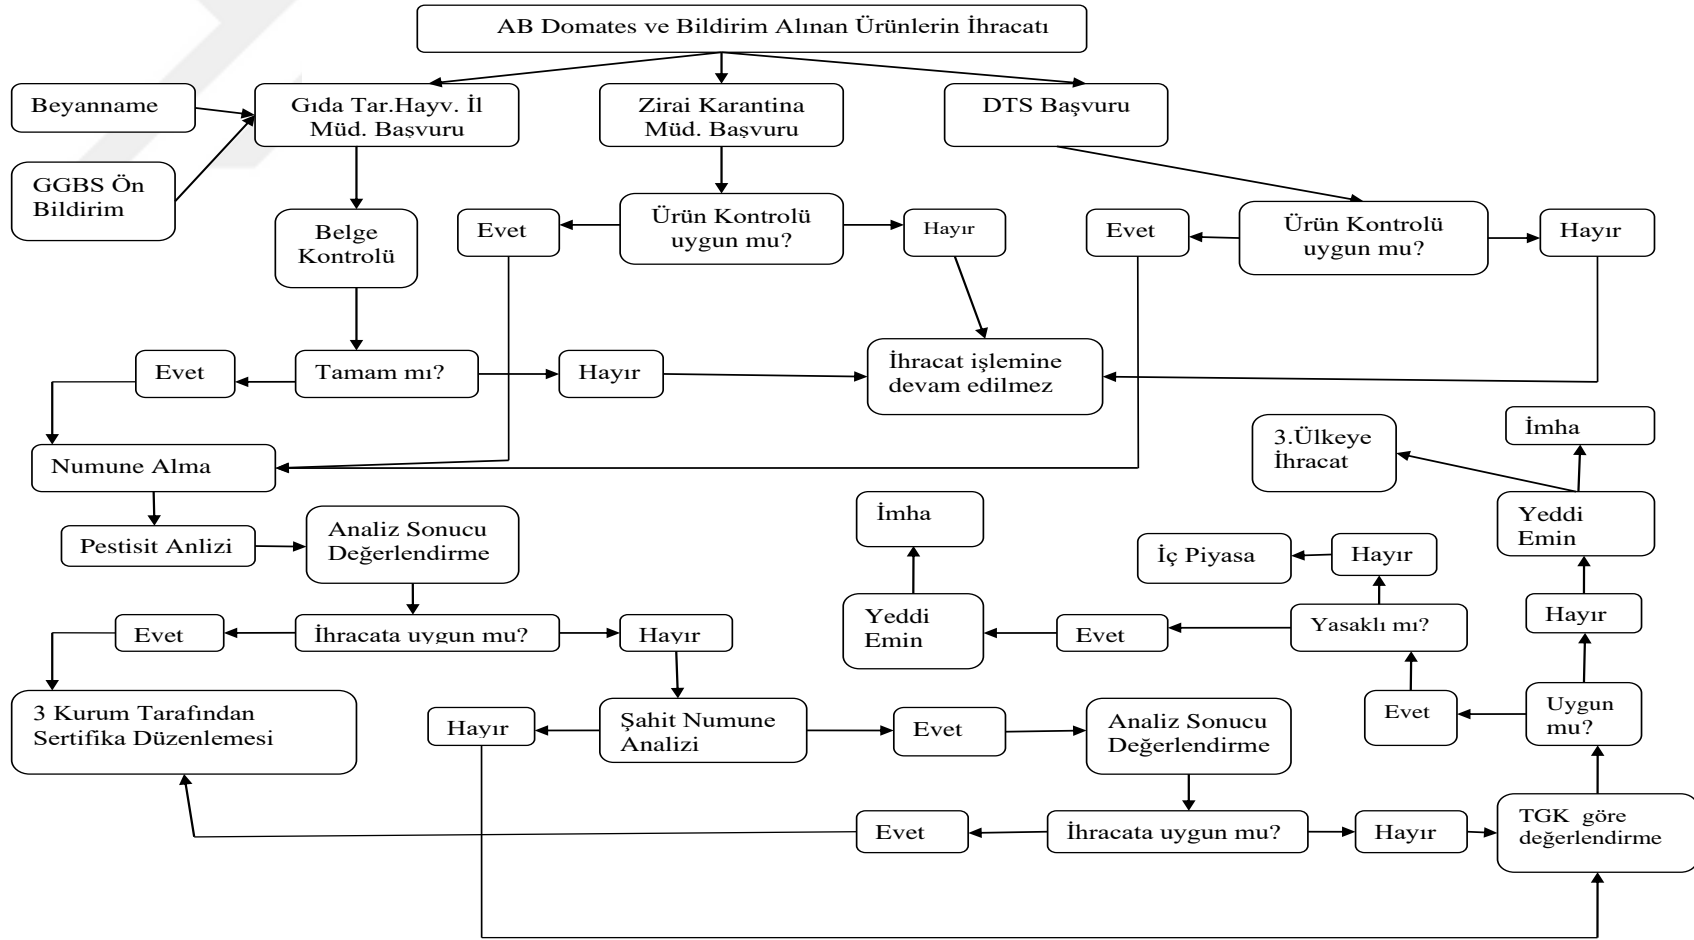 AB Domates ve Bildirim Alınan Ürünlerin İhracatı
Beyanname
Gıda Tar.Hayv. İl
Müd. Başvuru
Zirai Karantina
Müd. Başvuru
DTS Başvuru
GGBS Ön
Bildirim
Belge
Kontrolü
Evet
Ürün Kontrolü
uygun mu?
Hayır
Evet
Ürün Kontrolü
uygun mu?
Hayır
Evet
Tamam mı?
Hayır
İhracat işlemine
devam edilmez
Numune Alma
3.Ülkeye
İhracat
İmha
Pestisit Anlizi
Analiz Sonucu
Değerlendirme
İmha
İç Piyasa
Hayır
Yeddi
Emin
Evet
İhracata uygun mu?
Hayır
Yeddi
Emin
Evet
Yasaklı mı?
Hayır
3 Kurum Tarafından
Sertifika Düzenlemesi
Hayır
Şahit Numune
Analizi
Evet
Analiz Sonucu
Değerlendirme
Evet
Uygun
mu?
Evet
İhracata uygun mu?
Hayır
TGK göre
değerlendirme